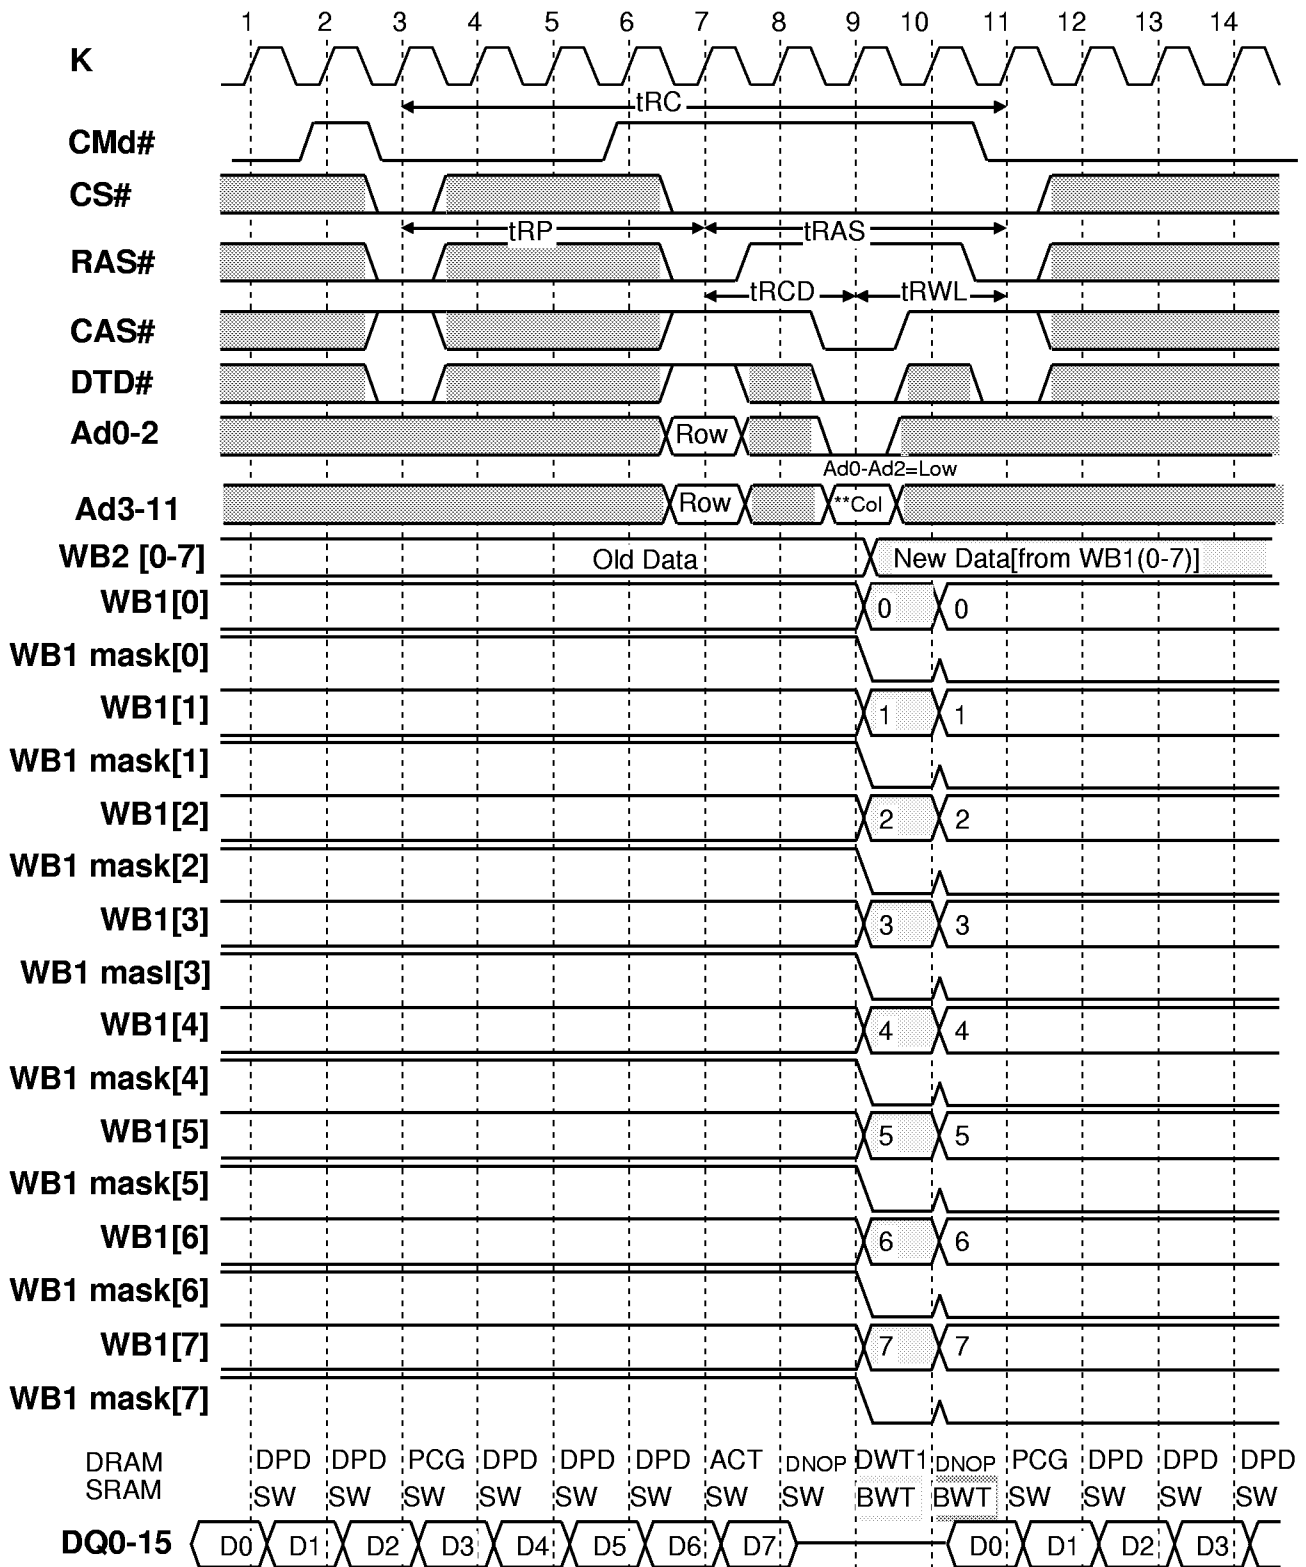 1 2 3 4 5 6 7 8 9 10 11 12 13 14
K
tRC
CMd#
CS#
tRP tRAS
RAS#
tRCD tRWL
CAS#
DTD#
Ad0-2 Row
Ad0-Ad2=Low
Ad3-11 Row **Col
WB2 [0-7] Old Data New Data[from WB1(0-7)]
WB1[0] 0 0
WB1 mask[0]
WB1[1] 1 1
WB1 mask[1]
WB1[2] 2 2
WB1 mask[2]
WB1[3] 3 3
WB1 masl[3]
WB1[4] 4 4
WB1 mask[4]
WB1[5] 5 5
WB1 mask[5]
WB1[6] 6 6
WB1 mask[6]
WB1[7] 7 7
WB1 mask[7]
DRAM DPD DPD PCG DPD DPD DPD ACT DNOP DWT1 DNOP PCG DPD DPD DPD
SRAM SW SW SW SW SW SW SW SW BWT BWT SW SW SW SW
DQ0-15 D0 D1 D2 D3 D4 D5 D6 D7 D0 D1 D2 D3